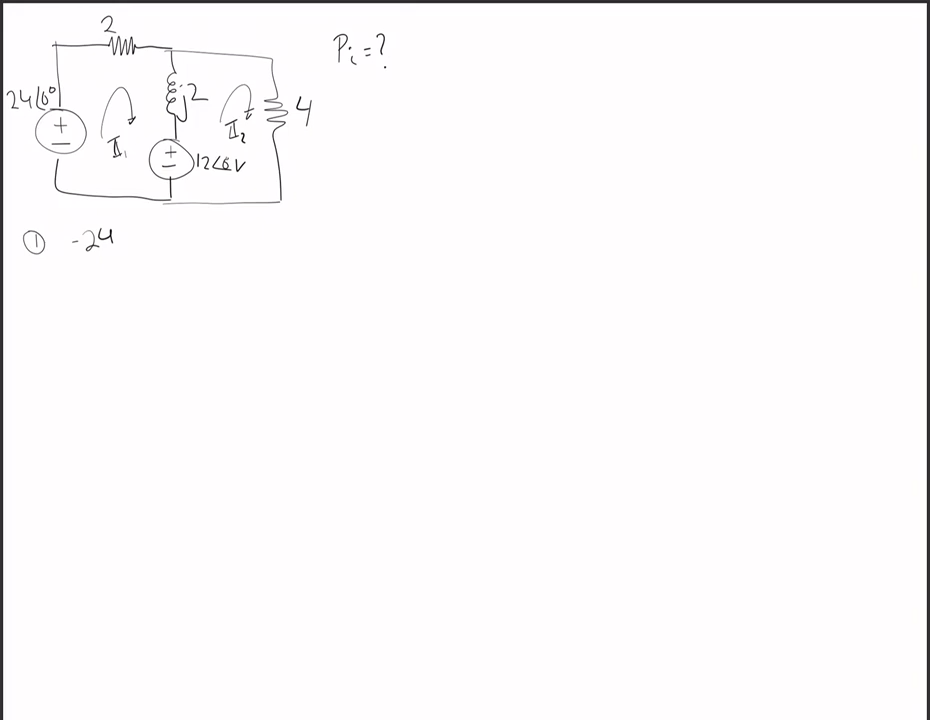 2
P_i = ?
24∠0°
j2
4
+
−
I₁
I₂
+
−
12∠0 V
① -24